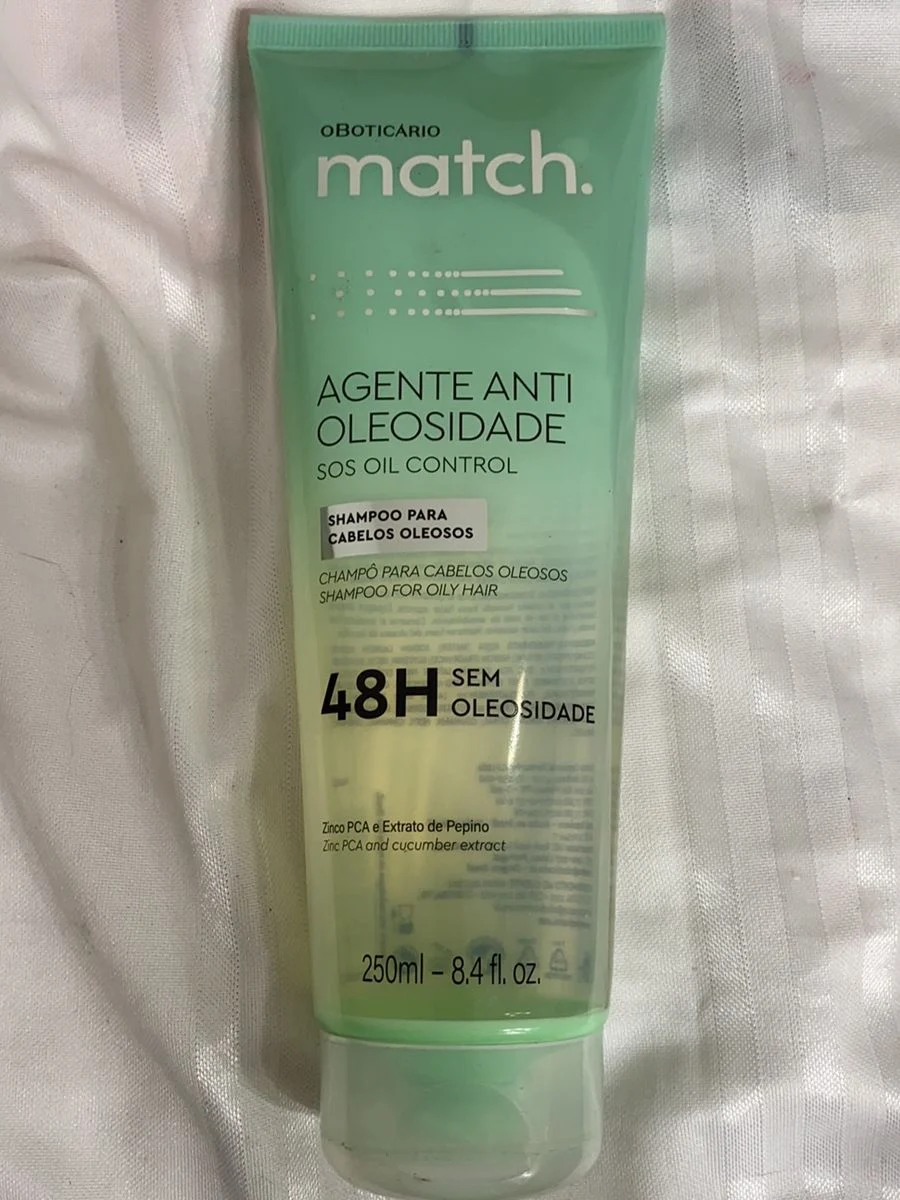 oBOTICÁRIO
match.
AGENTE ANTI
OLEOSIDADE
SOS OIL CONTROL
SHAMPOO PARA
CABELOS OLEOSOS
CHAMPÔ PARA CABELOS OLEOSOS
SHAMPOO FOR OILY HAIR
48H SEM
OLEOSIDADE
Zinco PCA e Extrato de Pepino
Zinc PCA and cucumber extract
250ml – 8.4 fl. oz.